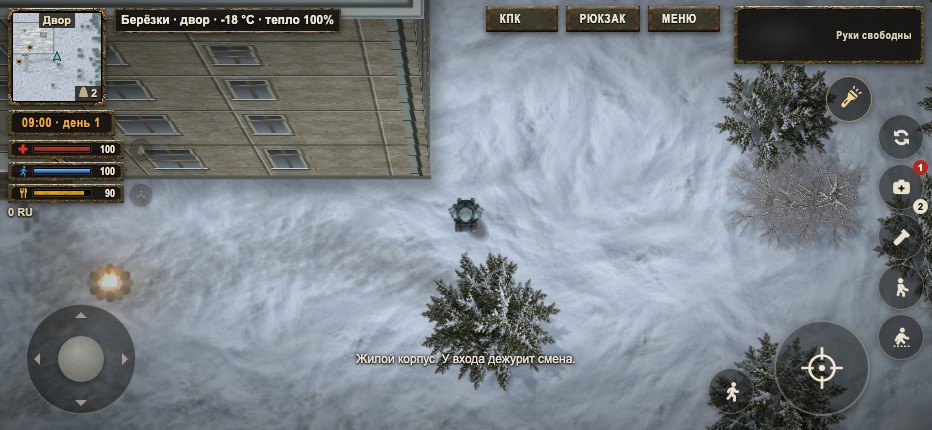 Двор
Берёзки · двор · -18 °C · тепло 100%
КПК
РЮКЗАК
МЕНЮ
Руки свободны
2
09:00 · день 1
100
100
90
0 RU
1
2
Жилой корпус. У входа дежурит смена.